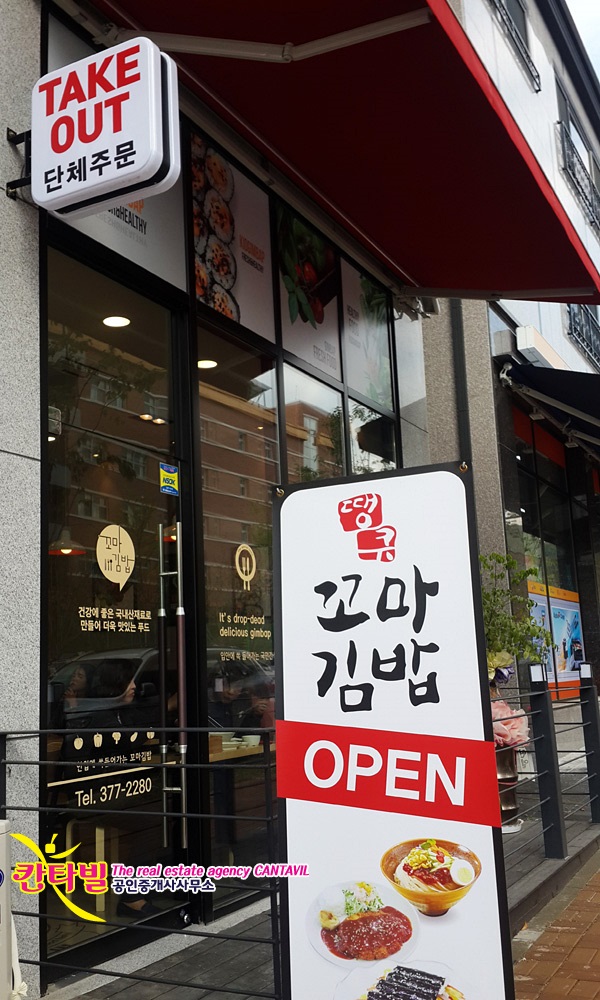 TAKE
OUT
단체주문
HEALTHY
꼬마
김밥
건강에 좋은 국내산재료로
만들어 더욱 맛있는 푸드
It's drop-dead
delicious gimbap
Tel. 377-2280
땡
콩
꼬마
김밥
OPEN
칸타빌
The real estate agency CANTAVIL
공인중개사사무소